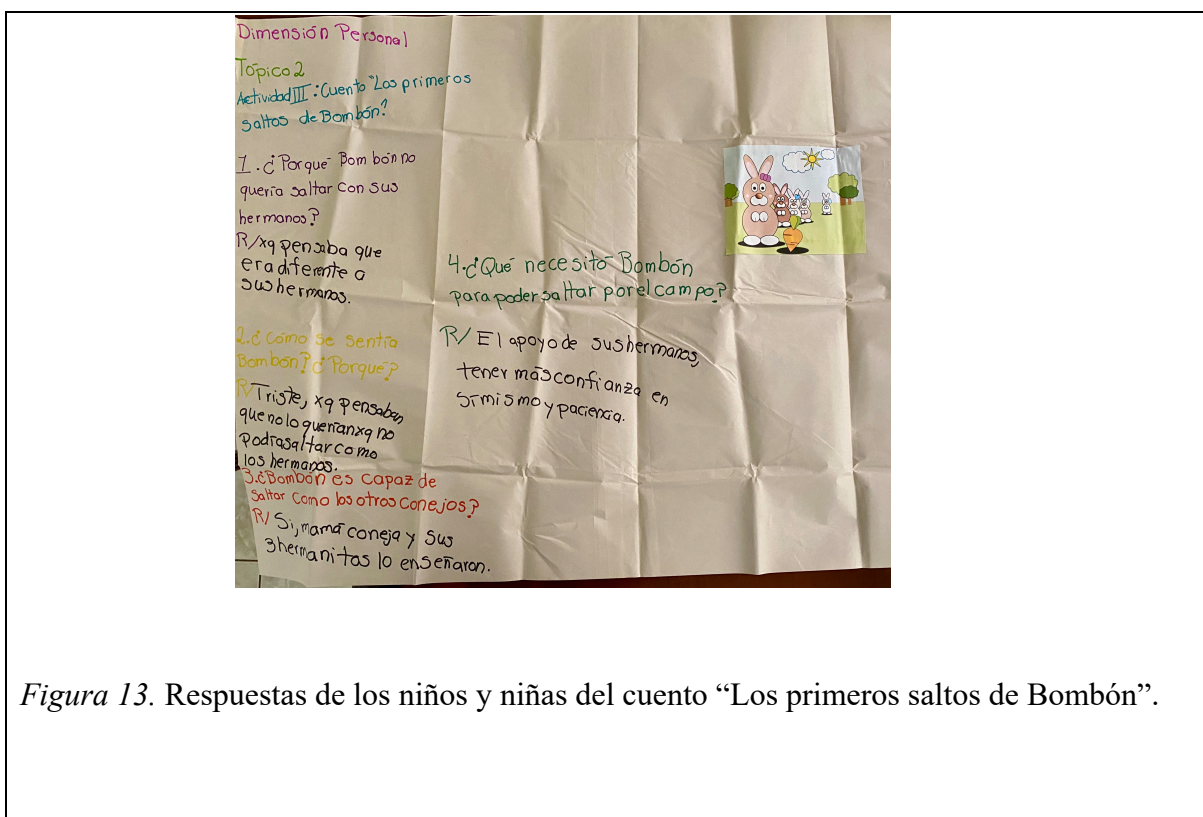 Dimensión Personal
Tópico 2
Actividad III: Cuento "Los primeros
saltos de Bombón"
1. ¿Porqué Bombón no
quería saltar con sus
hermanos?
R/xq pensaba que
era diferente a
sus hermanos.
2. ¿Cómo se sentía
Bombón? ¿Porque?
R/Triste, xq pensaban
que no lo querían xq no
podía saltar como
los hermanos.
3. ¿Bombón es capaz de
saltar como los otros conejos?
R/ Si, mamá coneja y sus
3 hermanitos lo enseñaron.
4. ¿Qué necesitó Bombón
para poder saltar por el campo?
R/ El apoyo de sus hermanos,
tener más confianza en
sí mismo y paciencia.
Figura 13. Respuestas de los niños y niñas del cuento “Los primeros saltos de Bombón”.